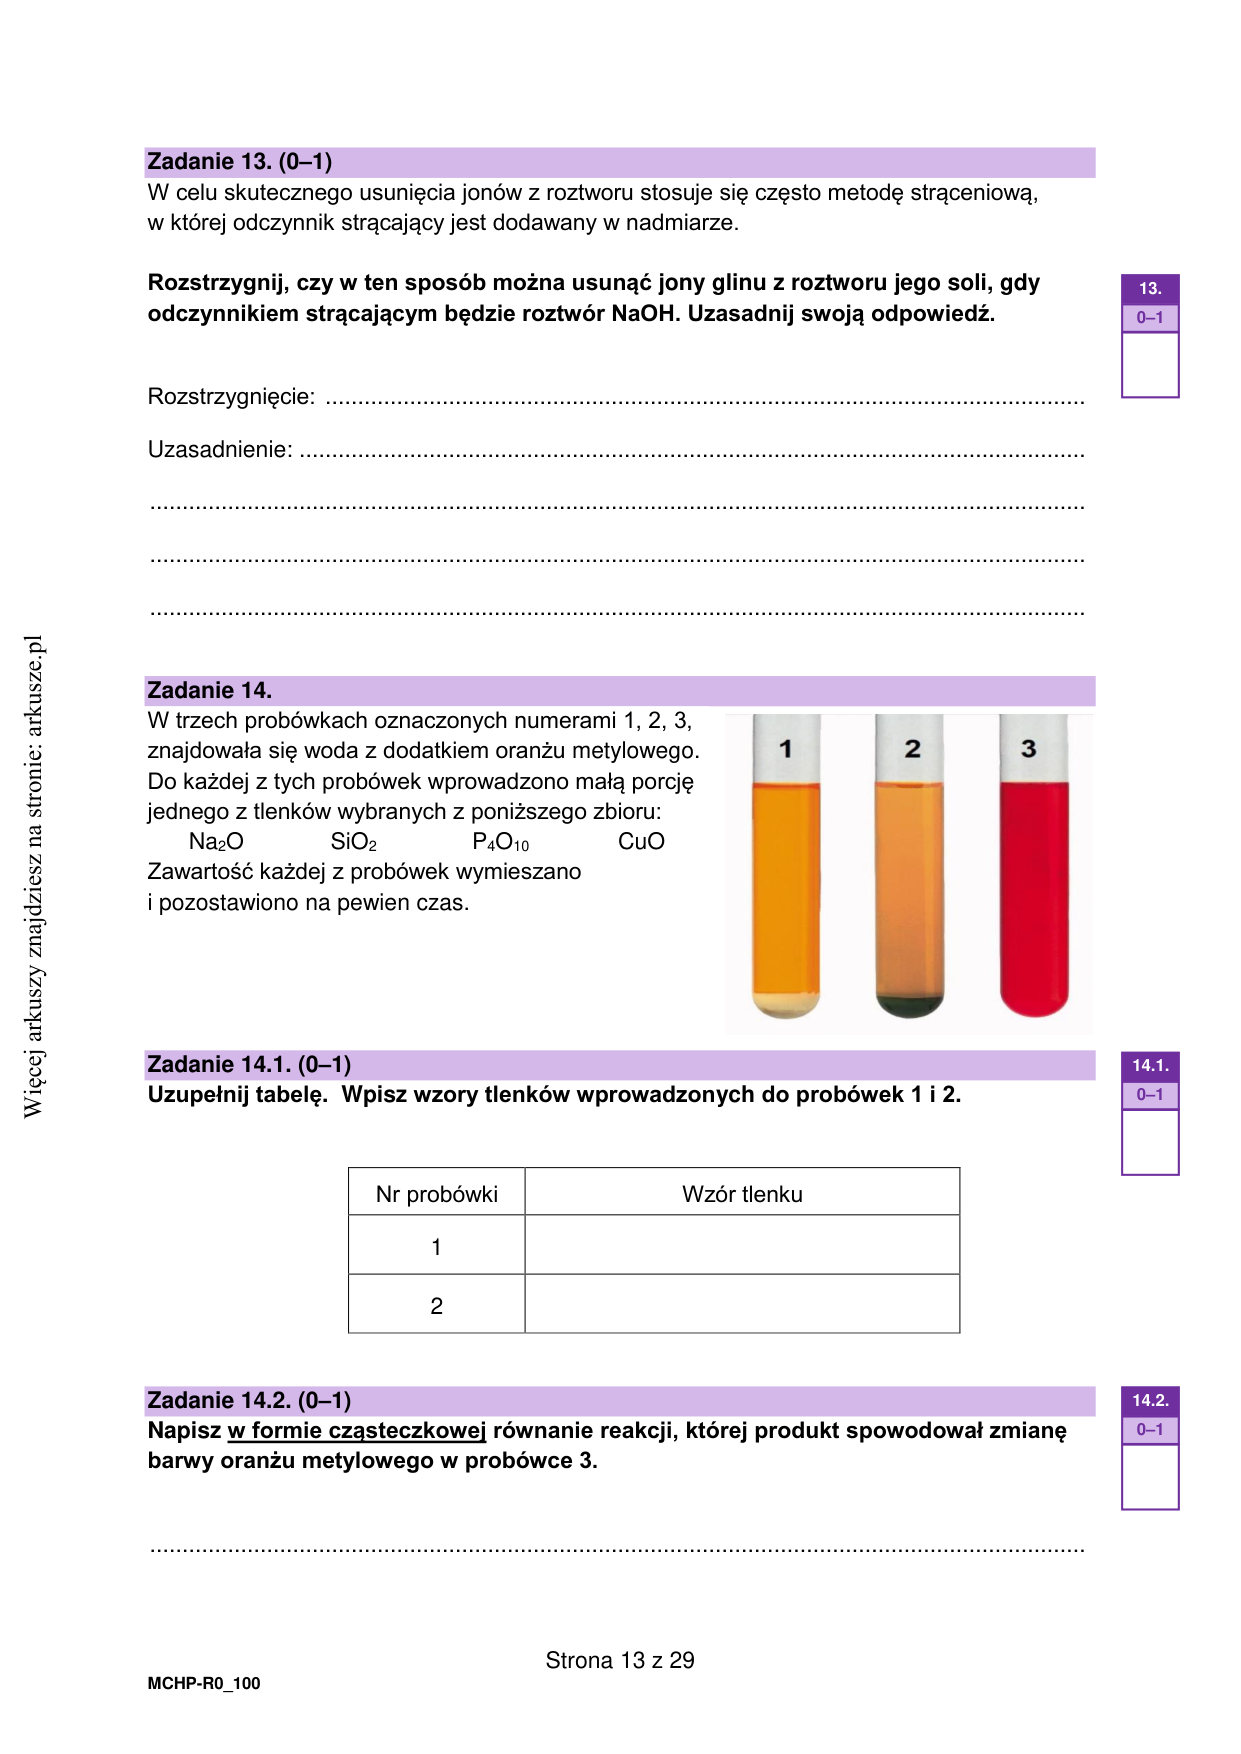 Zadanie 13. (0–1)
W celu skutecznego usunięcia jonów z roztworu stosuje się często metodę strąceniową,
w której odczynnik strącający jest dodawany w nadmiarze.
Rozstrzygnij, czy w ten sposób można usunąć jony glinu z roztworu jego soli, gdy
odczynnikiem strącającym będzie roztwór NaOH. Uzasadnij swoją odpowiedź.
13.
0–1
Rozstrzygnięcie: ....................................................................................................................
Uzasadnienie: ........................................................................................................................
...............................................................................................................................................
...............................................................................................................................................
...............................................................................................................................................
Więcej arkuszy znajdziesz na stronie: arkusze.pl
Zadanie 14.
W trzech probówkach oznaczonych numerami 1, 2, 3,
znajdowała się woda z dodatkiem oranżu metylowego.
Do każdej z tych probówek wprowadzono małą porcję
jednego z tlenków wybranych z poniższego zbioru:
Na₂O SiO₂ P₄O₁₀ CuO
Zawartość każdej z probówek wymieszano
i pozostawiono na pewien czas.
1 2 3
Zadanie 14.1. (0–1)
Uzupełnij tabelę. Wpisz wzory tlenków wprowadzonych do probówek 1 i 2.
14.1.
0–1
Nr probówki Wzór tlenku
1
2
Zadanie 14.2. (0–1)
Napisz w formie cząsteczkowej równanie reakcji, której produkt spowodował zmianę
barwy oranżu metylowego w probówce 3.
14.2.
0–1
...............................................................................................................................................
Strona 13 z 29
MCHP-R0_100